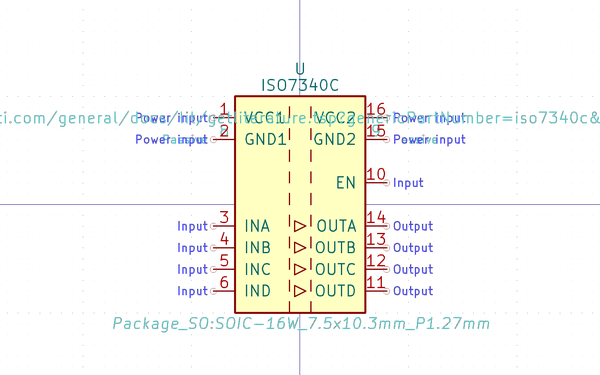 U
ISO7340C
1 16
Power input VCC1 VCC2 Power input
ti.com/general/docs/lit/getliterature.tsp?genericPartNumber=iso7340c&
2 15
Power input GND1 GND2 Power input
10
EN Input
3 14
Input INA OUTA Output
4 13
Input INB OUTB Output
5 12
Input INC OUTC Output
6 11
Input IND OUTD Output
Package_SO:SOIC-16W_7.5x10.3mm_P1.27mm